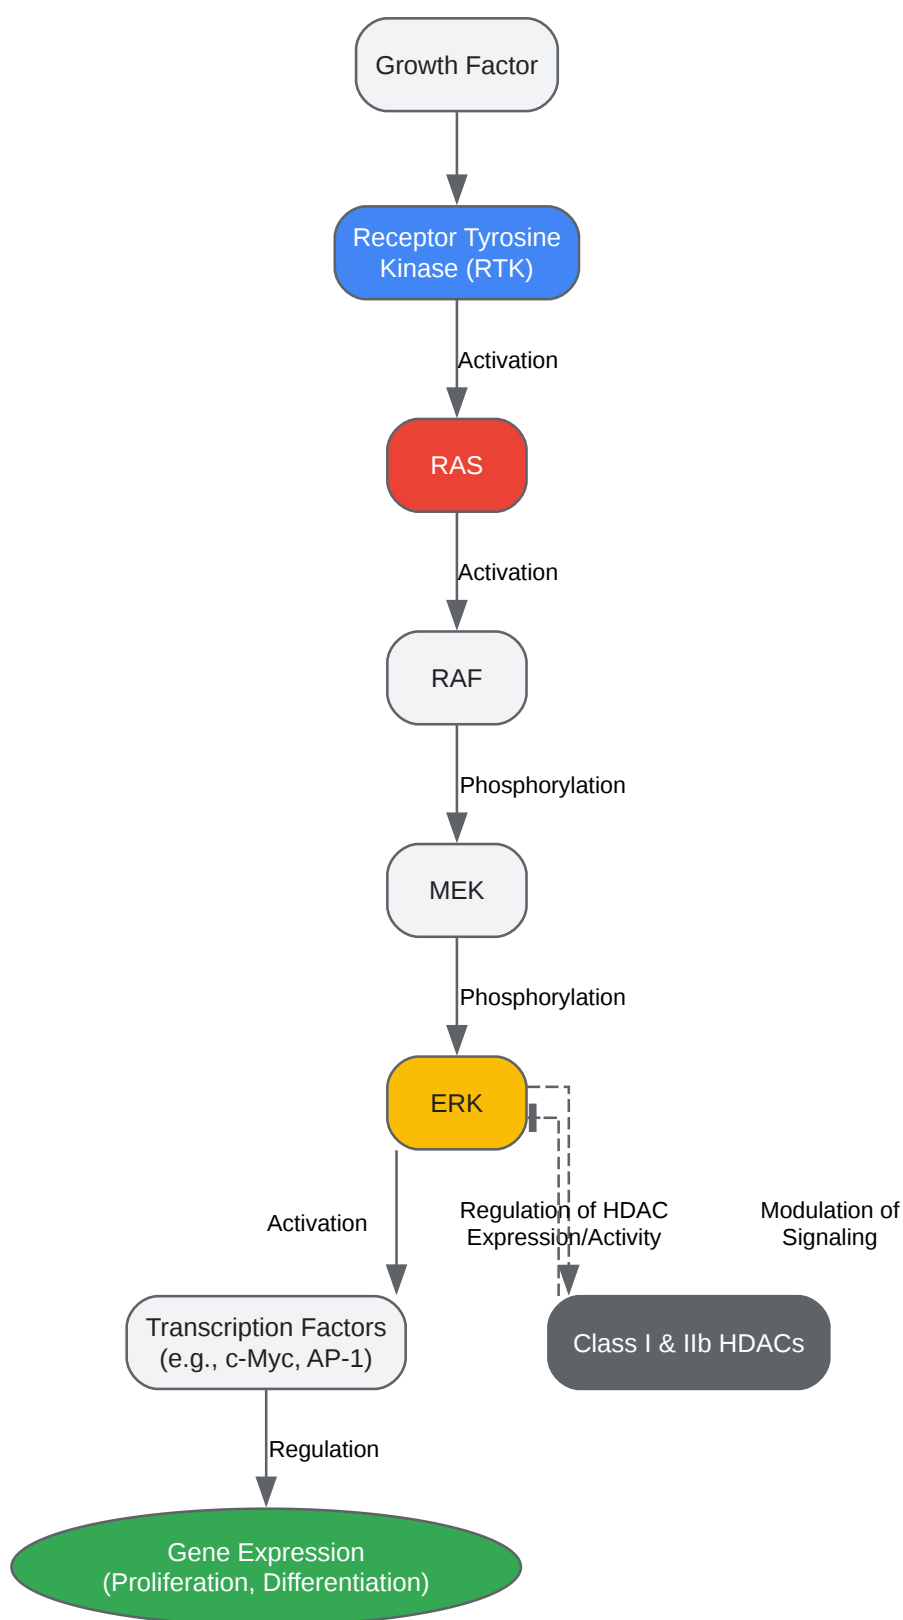 Growth Factor
Receptor Tyrosine
Kinase (RTK)
Activation
RAS
Activation
RAF
Phosphorylation
MEK
Phosphorylation
ERK
Activation
Regulation of HDAC
Expression/Activity
Modulation of
Signaling
Transcription Factors
(e.g., c-Myc, AP-1)
Class I & IIb HDACs
Regulation
Gene Expression
(Proliferation, Differentiation)